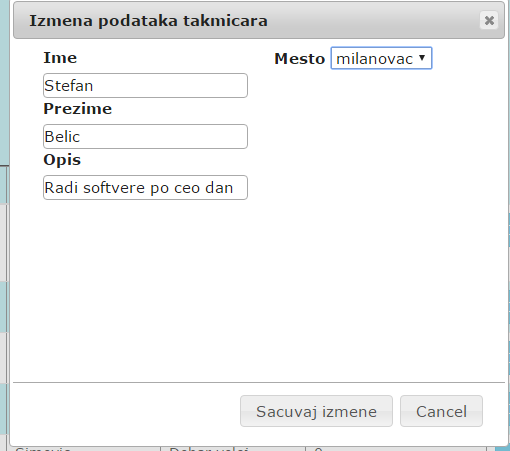 Izmena podataka takmicara
Ime
Mesto milanovac
Stefan
Prezime
Belic
Opis
Radi softvere po ceo dan
Sacuvaj izmene Cancel